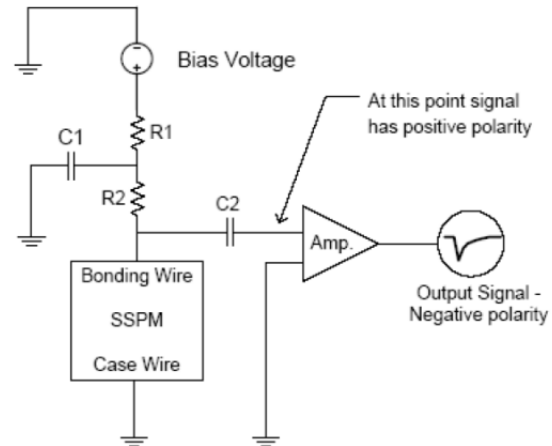 -
+
Bias Voltage
R1
C1
R2
C2
At this point signal
has positive polarity
Amp.
Bonding Wire
SSPM
Case Wire
Output Signal -
Negative polarity